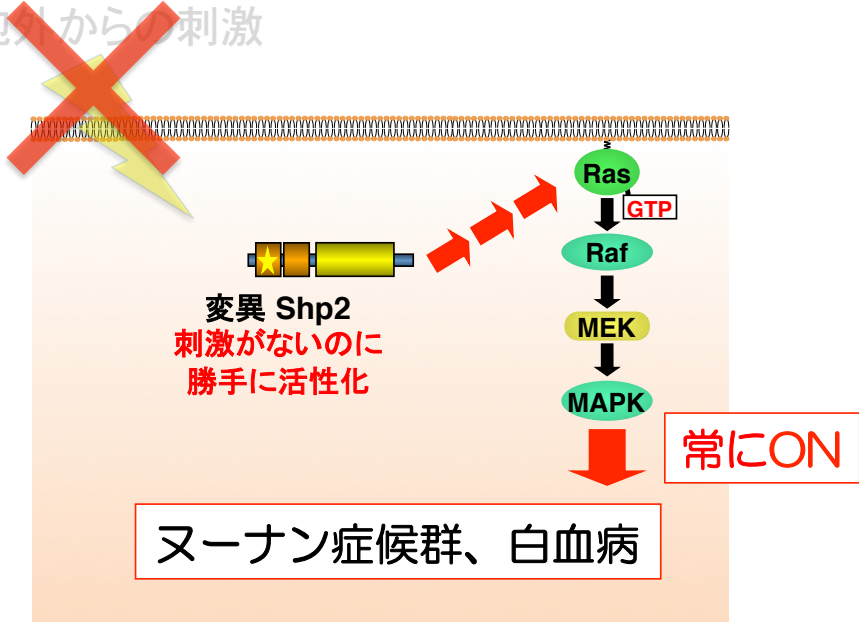 胞外からの刺激
Ras
GTP
Raf
変異 Shp2
刺激がないのに
勝手に活性化
MEK
MAPK
常にON
ヌーナン症候群、白血病